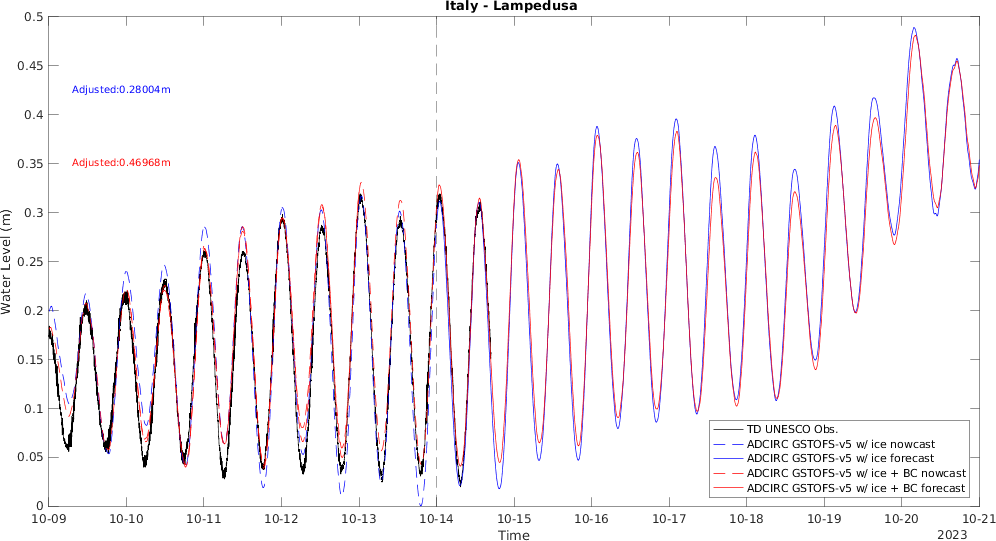 Italy - Lampedusa
0.5
0.45
0.4
0.35
0.3
0.25
0.2
0.15
0.1
0.05
0
Water Level (m)
Adjusted:0.28004m
Adjusted:0.46968m
TD UNESCO Obs.
ADCIRC GSTOFS-v5 w/ ice nowcast
ADCIRC GSTOFS-v5 w/ ice forecast
ADCIRC GSTOFS-v5 w/ ice + BC nowcast
ADCIRC GSTOFS-v5 w/ ice + BC forecast
10-09 10-10 10-11 10-12 10-13 10-14 10-15 10-16 10-17 10-18 10-19 10-20 10-21
Time
2023